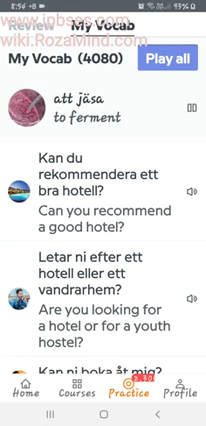 8:54
93%
www.ipbses.com
Review My Vocab
wiki.RozaMind.com
My Vocab (4080) Play all
att jäsa
to ferment
Kan du
rekommendera ett
bra hotell?
Can you recommend
a good hotel?
Letar ni efter ett
hotell eller ett
vandrarhem?
Are you looking for
a hotel or for a youth
hostel?
Kan ni boka åt mig?
2.30
Home Courses Practice Profile